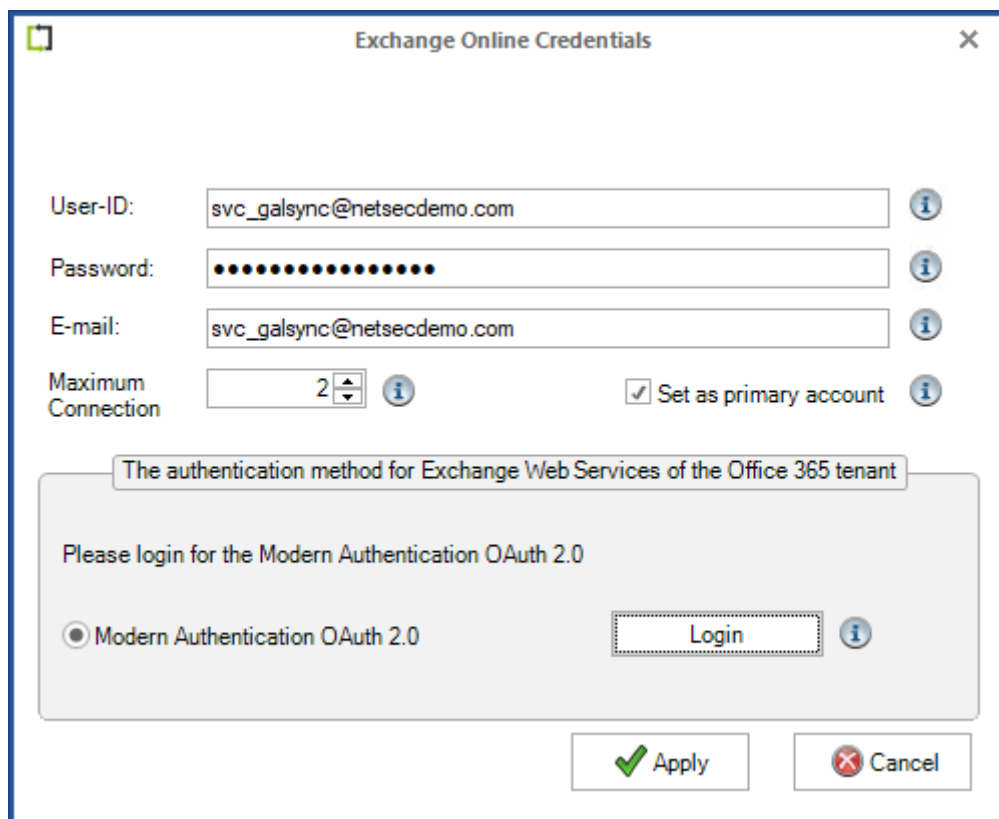 Exchange Online Credentials
User-ID: svc_galsync@netsecdemo.com
Password: ●●●●●●●●●●●●●●●●
E-mail: svc_galsync@netsecdemo.com
Maximum
Connection
2
Set as primary account
The authentication method for Exchange Web Services of the Office 365 tenant
Please login for the Modern Authentication OAuth 2.0
Modern Authentication OAuth 2.0 Login
Apply Cancel